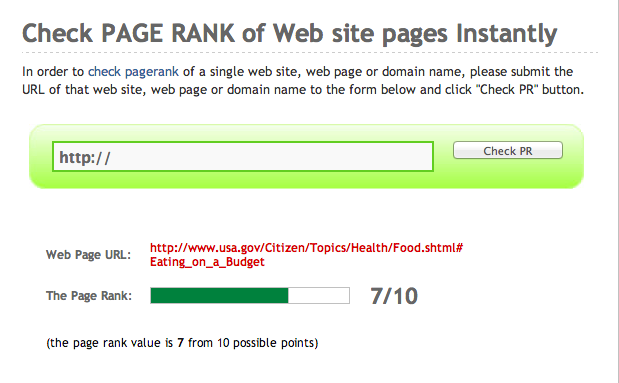 Check PAGE RANK of Web site pages Instantly
In order to check pagerank of a single web site, web page or domain name, please submit the
URL of that web site, web page or domain name to the form below and click "Check PR" button.
http://
Check PR
Web Page URL:
http://www.usa.gov/Citizen/Topics/Health/Food.shtml#
Eating_on_a_Budget
The Page Rank:
7/10
(the page rank value is 7 from 10 possible points)